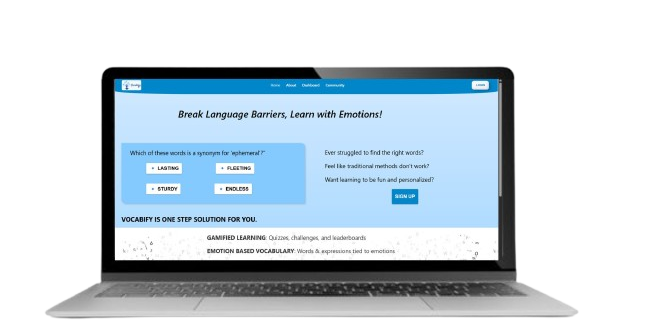 Home About Dashboard Community
LOGIN
Break Language Barriers, Learn with Emotions!
Which of these words is a synonym for 'ephemeral'?"
LASTING
FLEETING
STURDY
ENDLESS
Ever struggled to find the right words?
Feel like traditional methods don't work?
Want learning to be fun and personalized?
SIGN UP
VOCABIFY IS ONE STEP SOLUTION FOR YOU.
GAMIFIED LEARNING: Quizzes, challenges, and leaderboards
EMOTION BASED VOCABULARY: Words & expressions tied to emotions